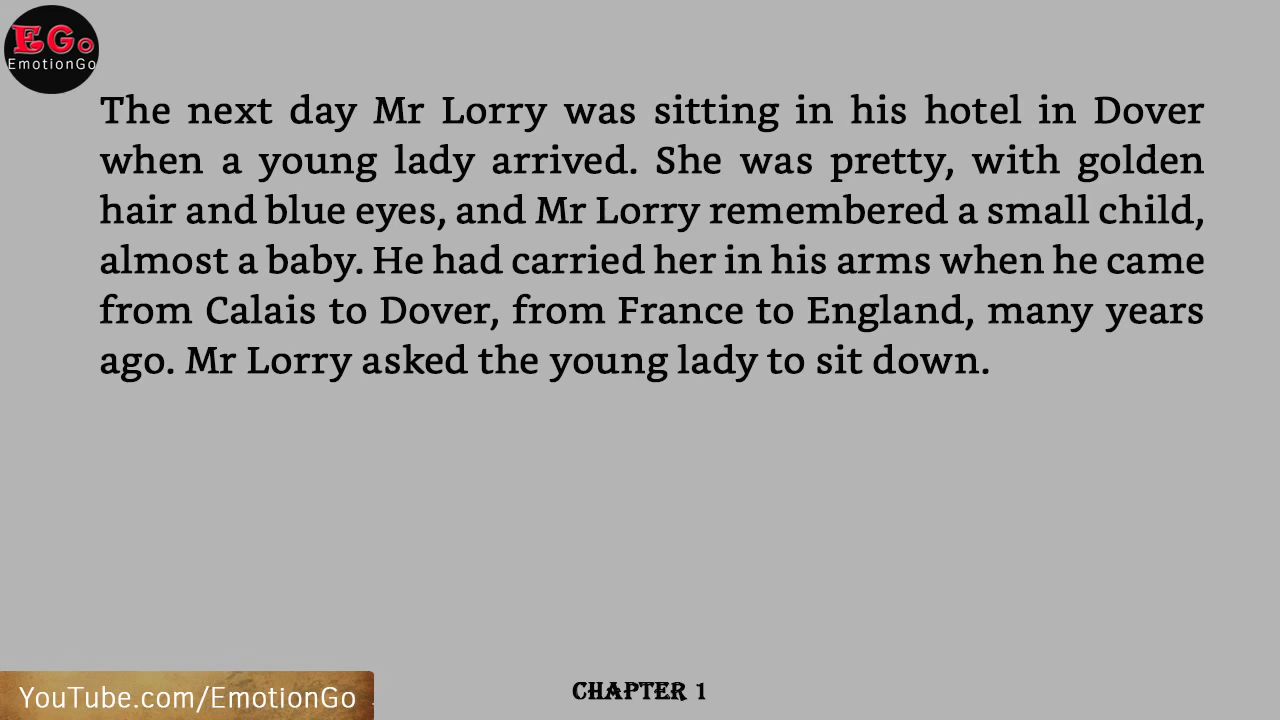 EGo
EmotionGo
The next day Mr Lorry was sitting in his hotel in Dover
when a young lady arrived. She was pretty, with golden
hair and blue eyes, and Mr Lorry remembered a small child,
almost a baby. He had carried her in his arms when he came
from Calais to Dover, from France to England, many years
ago. Mr Lorry asked the young lady to sit down.
YouTube.com/EmotionGo
CHAPTER 1